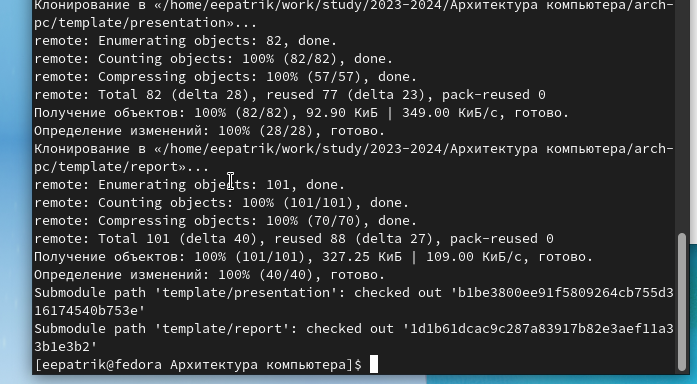 Клонирование в «/home/eepatrik/work/study/2023-2024/Архитектура компьютера/arch-
pc/template/presentation»...
remote: Enumerating objects: 82, done.
remote: Counting objects: 100% (82/82), done.
remote: Compressing objects: 100% (57/57), done.
remote: Total 82 (delta 28), reused 77 (delta 23), pack-reused 0
Получение объектов: 100% (82/82), 92.90 КиБ | 349.00 КиБ/с, готово.
Определение изменений: 100% (28/28), готово.
Клонирование в «/home/eepatrik/work/study/2023-2024/Архитектура компьютера/arch-
pc/template/report»...
remote: Enumerating objects: 101, done.
remote: Counting objects: 100% (101/101), done.
remote: Compressing objects: 100% (70/70), done.
remote: Total 101 (delta 40), reused 88 (delta 27), pack-reused 0
Получение объектов: 100% (101/101), 327.25 КиБ | 109.00 КиБ/с, готово.
Определение изменений: 100% (40/40), готово.
Submodule path 'template/presentation': checked out 'b1be3800ee91f5809264cb755d3
16174540b753e'
Submodule path 'template/report': checked out '1d1b61dcac9c287a83917b82e3aef11a3
3b1e3b2'
[eepatrik@fedora Архитектура компьютера]$